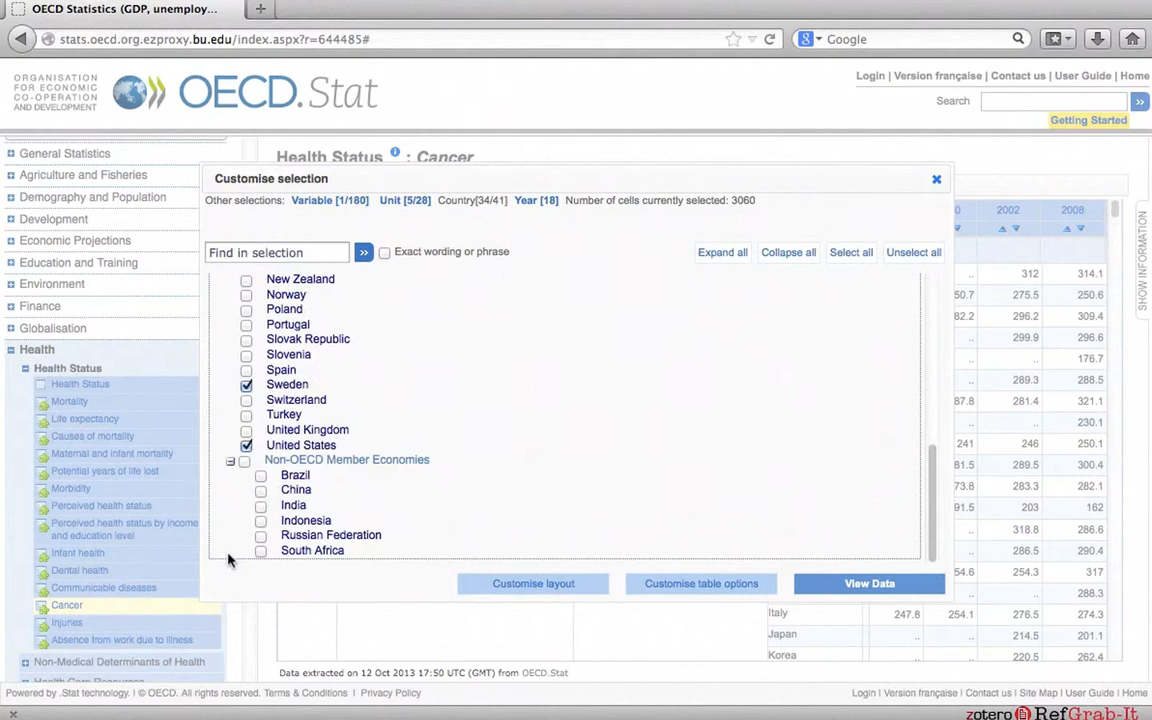 OECD Statistics (GDP, unemploy...
stats.oecd.org.ezproxy.bu.edu/index.aspx?r=644485#
Google
ORGANISATION
FOR ECONOMIC
CO-OPERATION
AND DEVELOPMENT
OECD.Stat
Login | Version française | Contact us | User Guide | Home
Search
Getting Started
General Statistics
Agriculture and Fisheries
Demography and Population
Development
Economic Projections
Education and Training
Environment
Finance
Globalisation
Health
Health Status
Health Status
Mortality
Life expectancy
Causes of mortality
Maternal and infant mortality
Potential years of life lost
Morbidity
Perceived health status
Perceived health status by income
and education level
Infant health
Dental health
Communicable diseases
Cancer
Injuries
Absence from work due to illness
Non-Medical Determinants of Health
Health Status i : Cancer
Customise selection
Other selections: Variable [1/180] Unit [5/28] Country[34/41] Year [18] Number of cells currently selected: 3060
Find in selection
Exact wording or phrase
Expand all
Collapse all
Select all
Unselect all
New Zealand
Norway
Poland
Portugal
Slovak Republic
Slovenia
Spain
Sweden
Switzerland
Turkey
United Kingdom
United States
Non-OECD Member Economies
Brazil
China
India
Indonesia
Russian Federation
South Africa
Customise layout
Customise table options
View Data
0 2002 2008
.. 312 314.1
50.7 275.5 250.6
82.2 296.2 309.4
.. 299.9 296.6
.. .. 176.7
.. 289.3 288.5
87.8 281.4 321.1
.. .. 230.1
241 246 250.1
81.5 289.5 300.4
73.8 283.3 282.1
91.5 203 162
.. 318.8 286.6
.. 286.5 290.4
54.6 254.3 317
.. .. 288.3
Italy 247.8 254.1 276.5 274.3
Japan .. .. 214.5 201.1
Korea .. .. 220.5 262.4
SHOW INFORMATION
Data extracted on 12 Oct 2013 17:50 UTC (GMT) from OECD.Stat
Powered by .Stat technology. | © OECD. All rights reserved. Terms & Conditions | Privacy Policy
Login | Version française | Contact us | Site Map | User Guide | Home
zotero RefGrab-It